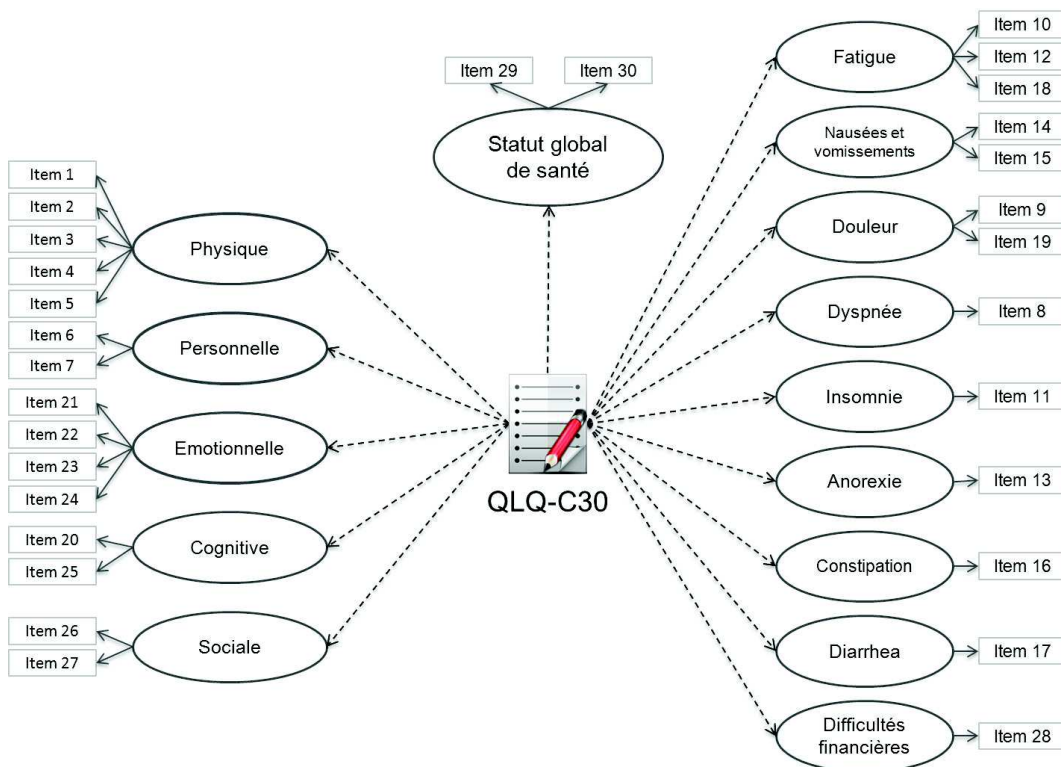 Item 29
Item 30
Statut global
de santé
Item 1
Item 2
Item 3
Item 4
Item 5
Physique
Item 6
Item 7
Personnelle
Item 21
Item 22
Item 23
Item 24
Emotionnelle
Item 20
Item 25
Cognitive
Item 26
Item 27
Sociale
QLQ-C30
Fatigue
Item 10
Item 12
Item 18
Nausées et
vomissements
Item 14
Item 15
Douleur
Item 9
Item 19
Dyspnée
Item 8
Insomnie
Item 11
Anorexie
Item 13
Constipation
Item 16
Diarrhea
Item 17
Difficultés
financières
Item 28